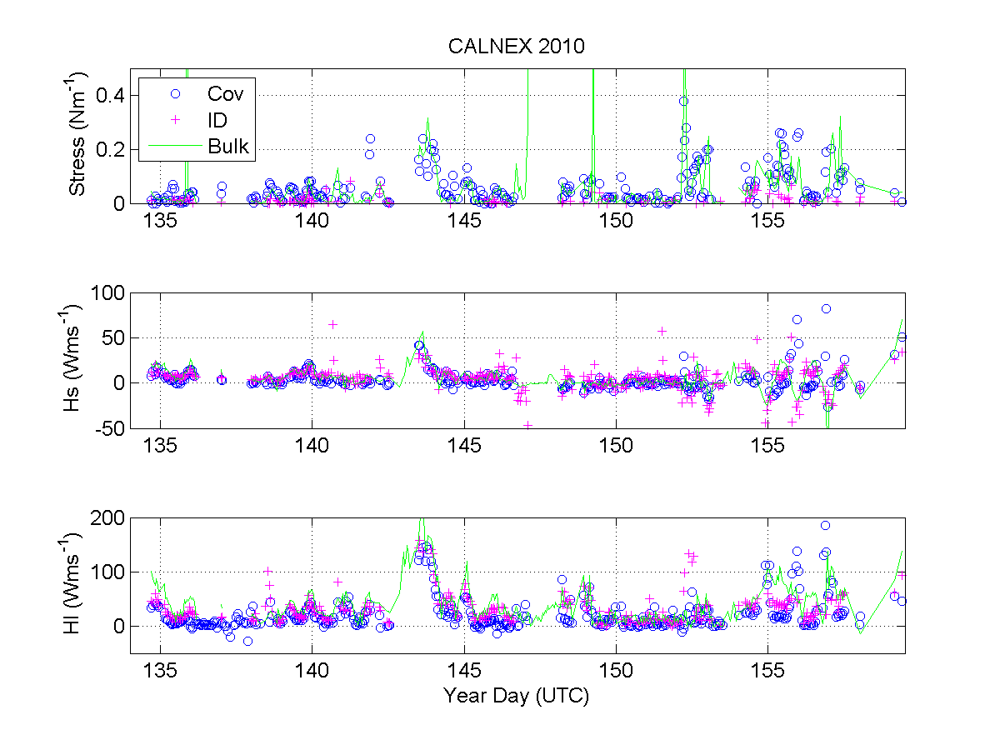 CALNEX 2010
Stress (Nm⁻¹)
0.4
0.2
0
Cov
ID
Bulk
135 140 145 150 155
Hs (Wms⁻¹)
100
50
0
-50
135 140 145 150 155
Hl (Wms⁻¹)
200
100
0
135 140 145 150 155
Year Day (UTC)